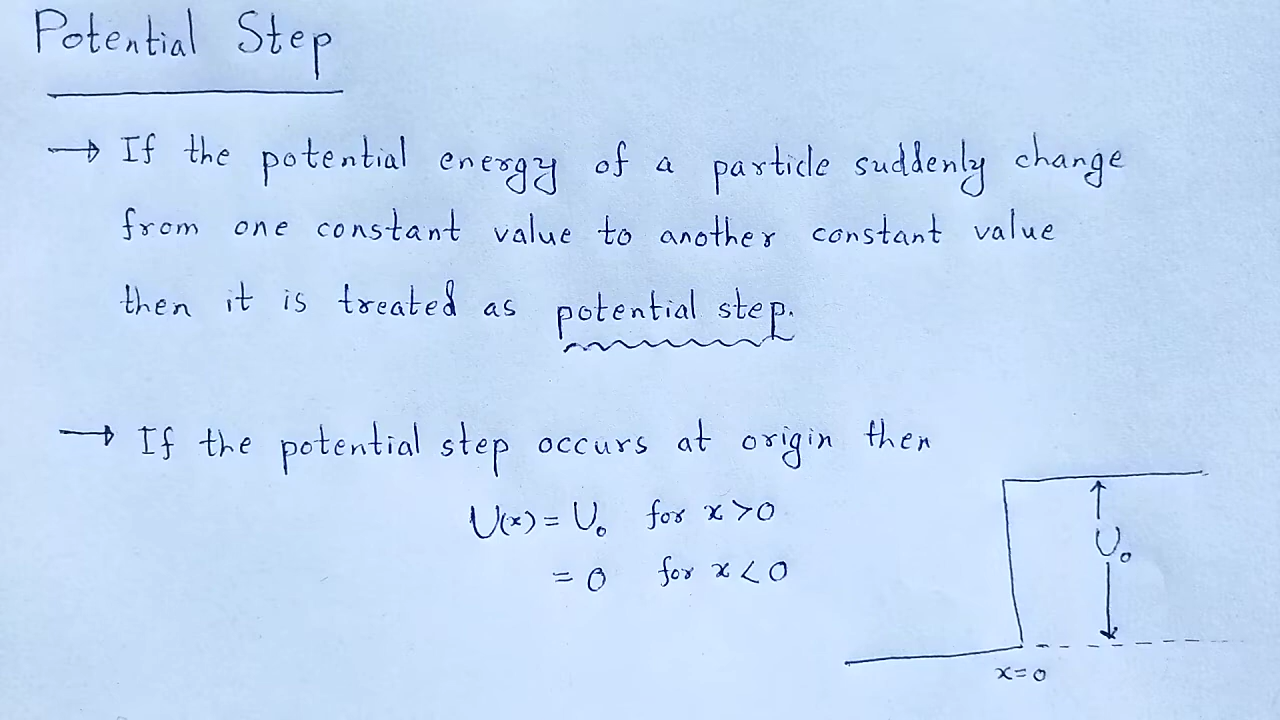 Potential Step
→ If the potential energy of a particle suddenly change
from one constant value to another constant value
then it is treated as potential step.
→ If the potential step occurs at origin then
U(x) = U₀ for x > 0
= 0 for x < 0
U₀
x = 0